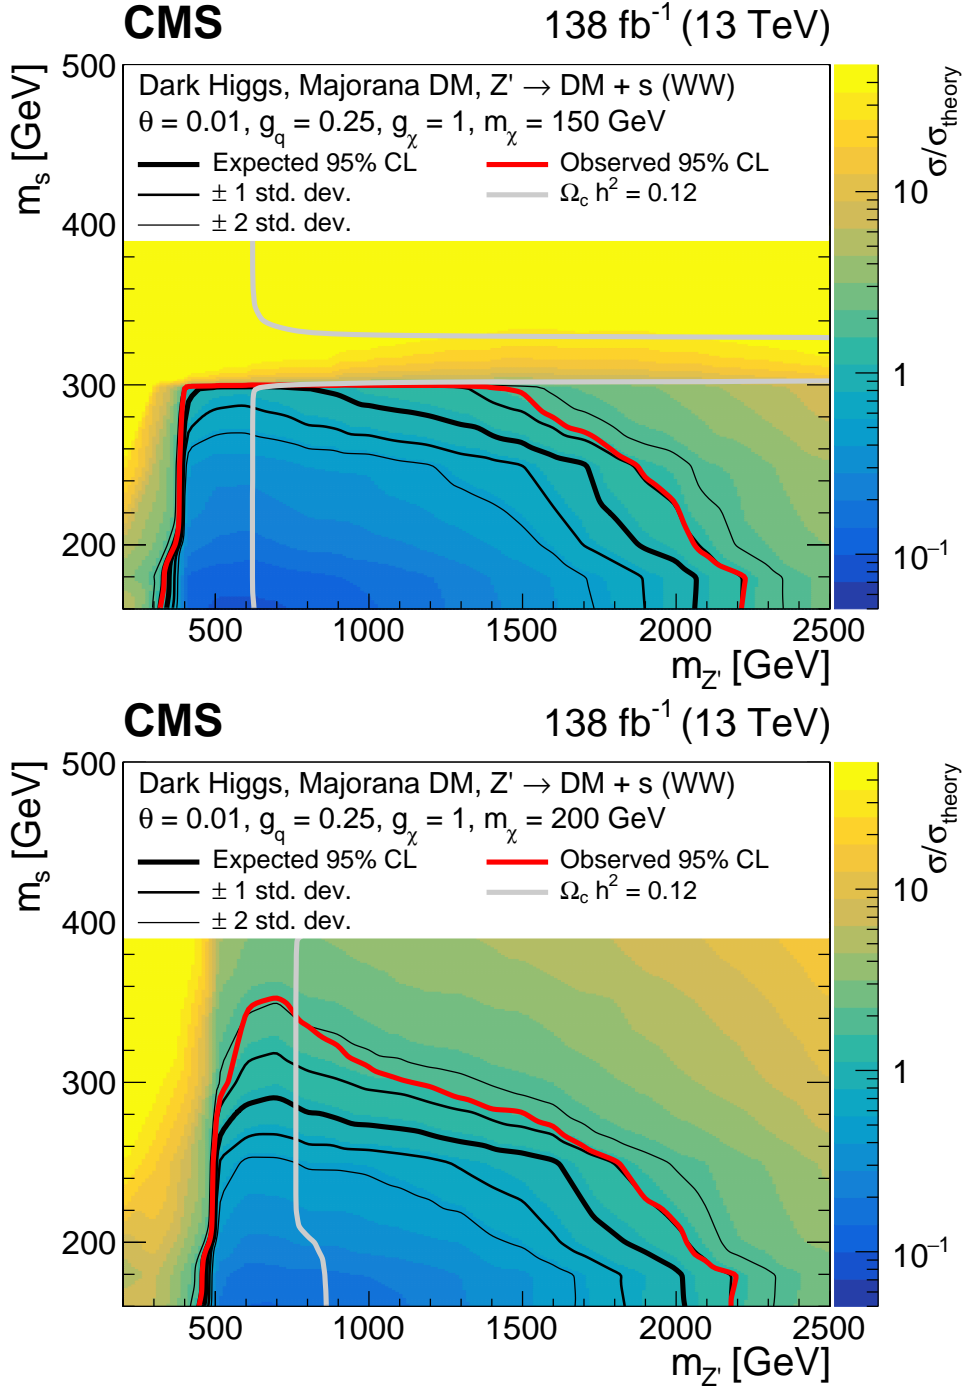 CMS 138 fb⁻¹ (13 TeV)
Dark Higgs, Majorana DM, Z' → DM + s (WW)
θ = 0.01, g_q = 0.25, g_χ = 1, m_χ = 150 GeV
Expected 95% CL Observed 95% CL
± 1 std. dev. Ω_c h² = 0.12
± 2 std. dev.
m_s [GeV]
500
400
300
200
500 1000 1500 2000 2500
m_Z' [GeV]
σ/σ_theory
10
1
10⁻¹
CMS 138 fb⁻¹ (13 TeV)
Dark Higgs, Majorana DM, Z' → DM + s (WW)
θ = 0.01, g_q = 0.25, g_χ = 1, m_χ = 200 GeV
Expected 95% CL Observed 95% CL
± 1 std. dev. Ω_c h² = 0.12
± 2 std. dev.
m_s [GeV]
500
400
300
200
500 1000 1500 2000 2500
m_Z' [GeV]
σ/σ_theory
10
1
10⁻¹